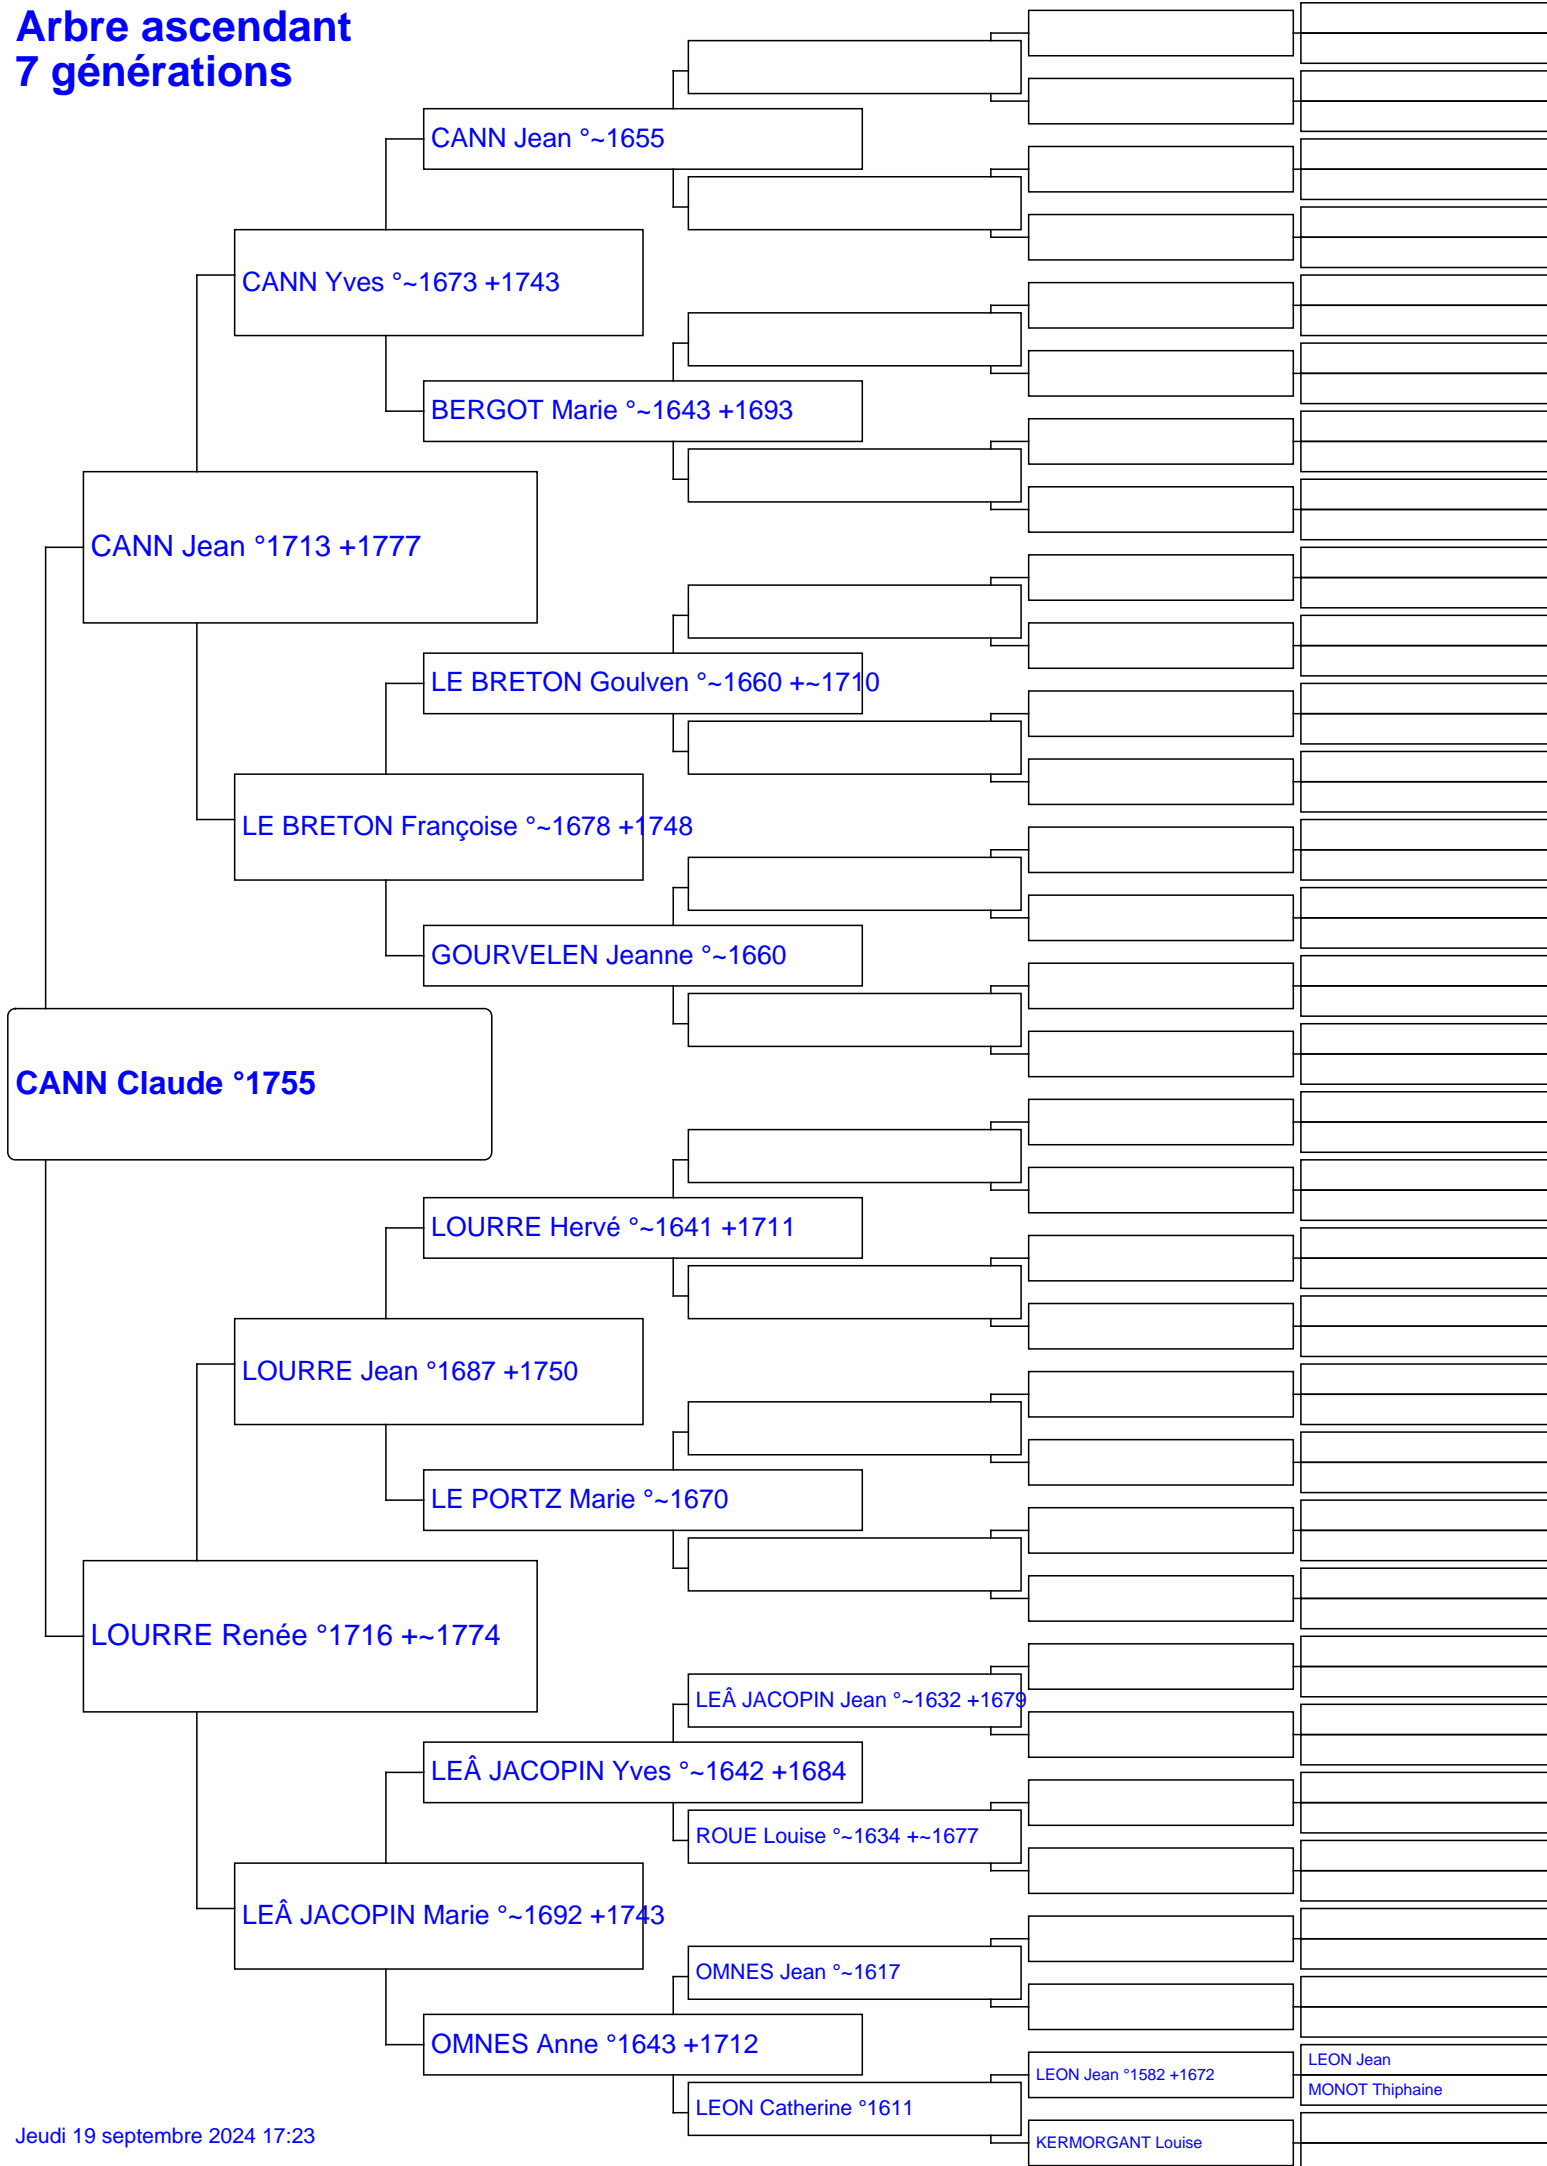 Arbre ascendant
7 générations
CANN Jean °~1655
CANN Yves °~1673 +1743
BERGOT Marie °~1643 +1693
CANN Jean °1713 +1777
LE BRETON Goulven °~1660 +~1710
LE BRETON Françoise °~1678 +1748
GOURVELEN Jeanne °~1660
CANN Claude °1755
LOURRE Hervé °~1641 +1711
LOURRE Jean °1687 +1750
LE PORTZ Marie °~1670
LOURRE Renée °1716 +~1774
LEÂ JACOPIN Jean °~1632 +1679
LEÂ JACOPIN Yves °~1642 +1684
ROUE Louise °~1634 +~1677
LEÂ JACOPIN Marie °~1692 +1743
OMNES Jean °~1617
OMNES Anne °1643 +1712
LEON Jean
LEON Jean °1582 +1672
MONOT Thiphaine
LEON Catherine °1611
KERMORGANT Louise
Jeudi 19 septembre 2024 17:23